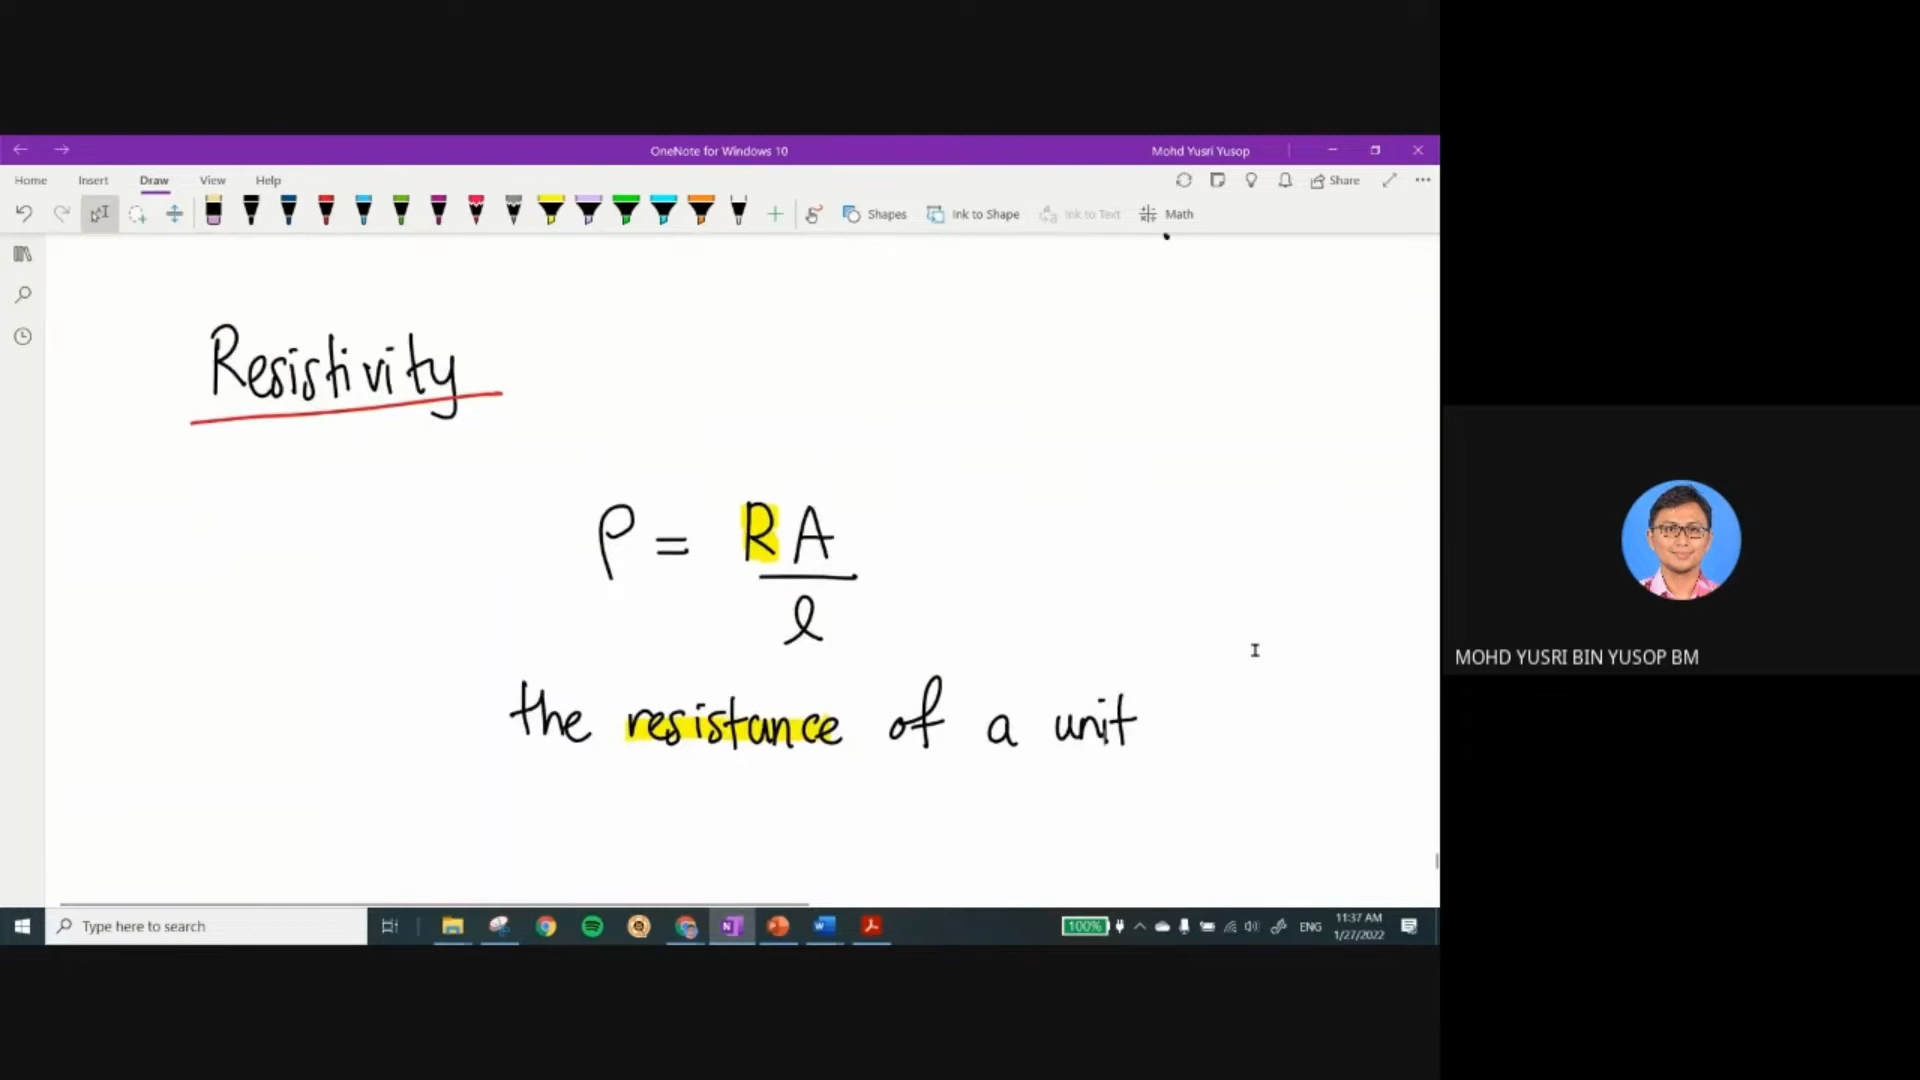 OneNote for Windows 10
Mohd Yusri Yusop
Home Insert Draw View Help
Share
Shapes Ink to Shape Ink to Text Math
Resistivity
ρ = RA
l
the resistance of a unit
MOHD YUSRI BIN YUSOP BM
Type here to search
100%
ENG
11:37 AM
1/27/2022